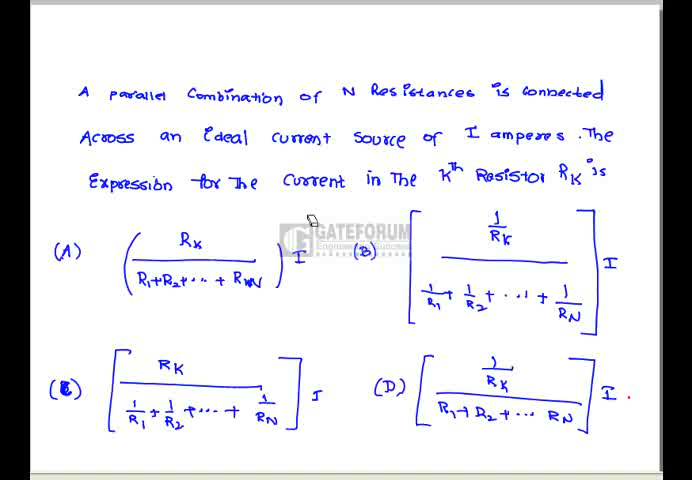 A parallel combination of N Resistances is connected
Across an Ideal current source of I amperes. The
Expression for The current in The Kth Resistor RK is
GATEFORUM
(A) (RK / (R1+R2+...+RN)) I (B) [(1/RK) / (1/R1 + 1/R2 + ... + 1/RN)] I
(C) [RK / (1/R1 + 1/R2 + ... + 1/RN)] I (D) [(1/RK) / (R1+R2+... RN)] I